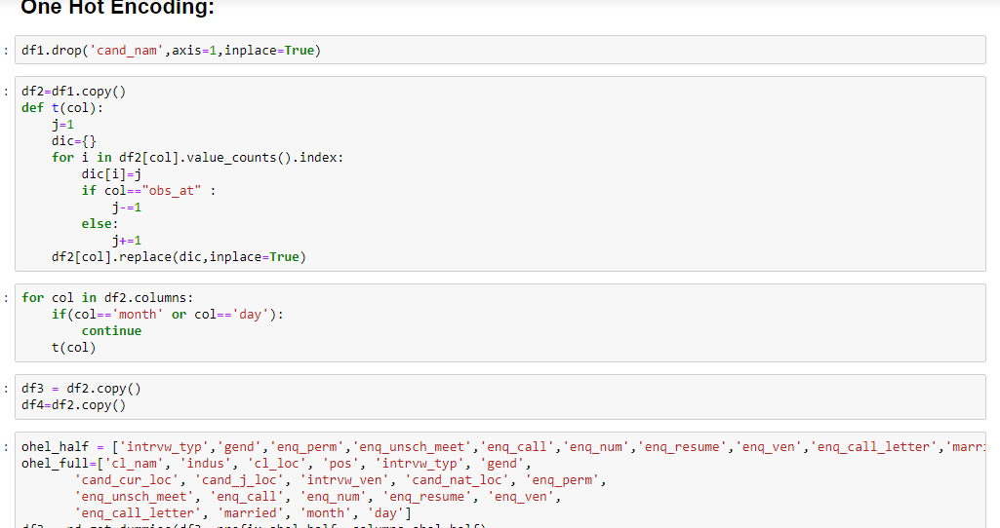 One Hot Encoding:
: df1.drop('cand_nam',axis=1,inplace=True)
: df2=df1.copy()
def t(col):
    j=1
    dic={}
    for i in df2[col].value_counts().index:
        dic[i]=j
        if col=="obs_at" :
            j-=1
        else:
            j+=1
    df2[col].replace(dic,inplace=True)
: for col in df2.columns:
    if(col=='month' or col=='day'):
        continue
    t(col)
: df3 = df2.copy()
df4=df2.copy()
: ohel_half = ['intrvw_typ','gend','enq_perm','enq_unsch_meet','enq_call','enq_num','enq_resume','enq_ven','enq_call_letter','marri
ohel_full=['cl_nam', 'indus', 'cl_loc', 'pos', 'intrvw_typ', 'gend',
       'cand_cur_loc', 'cand_j_loc', 'intrvw_ven', 'cand_nat_loc', 'enq_perm',
       'enq_unsch_meet', 'enq_call', 'enq_num', 'enq_resume', 'enq_ven',
       'enq_call_letter', 'married', 'month', 'day']